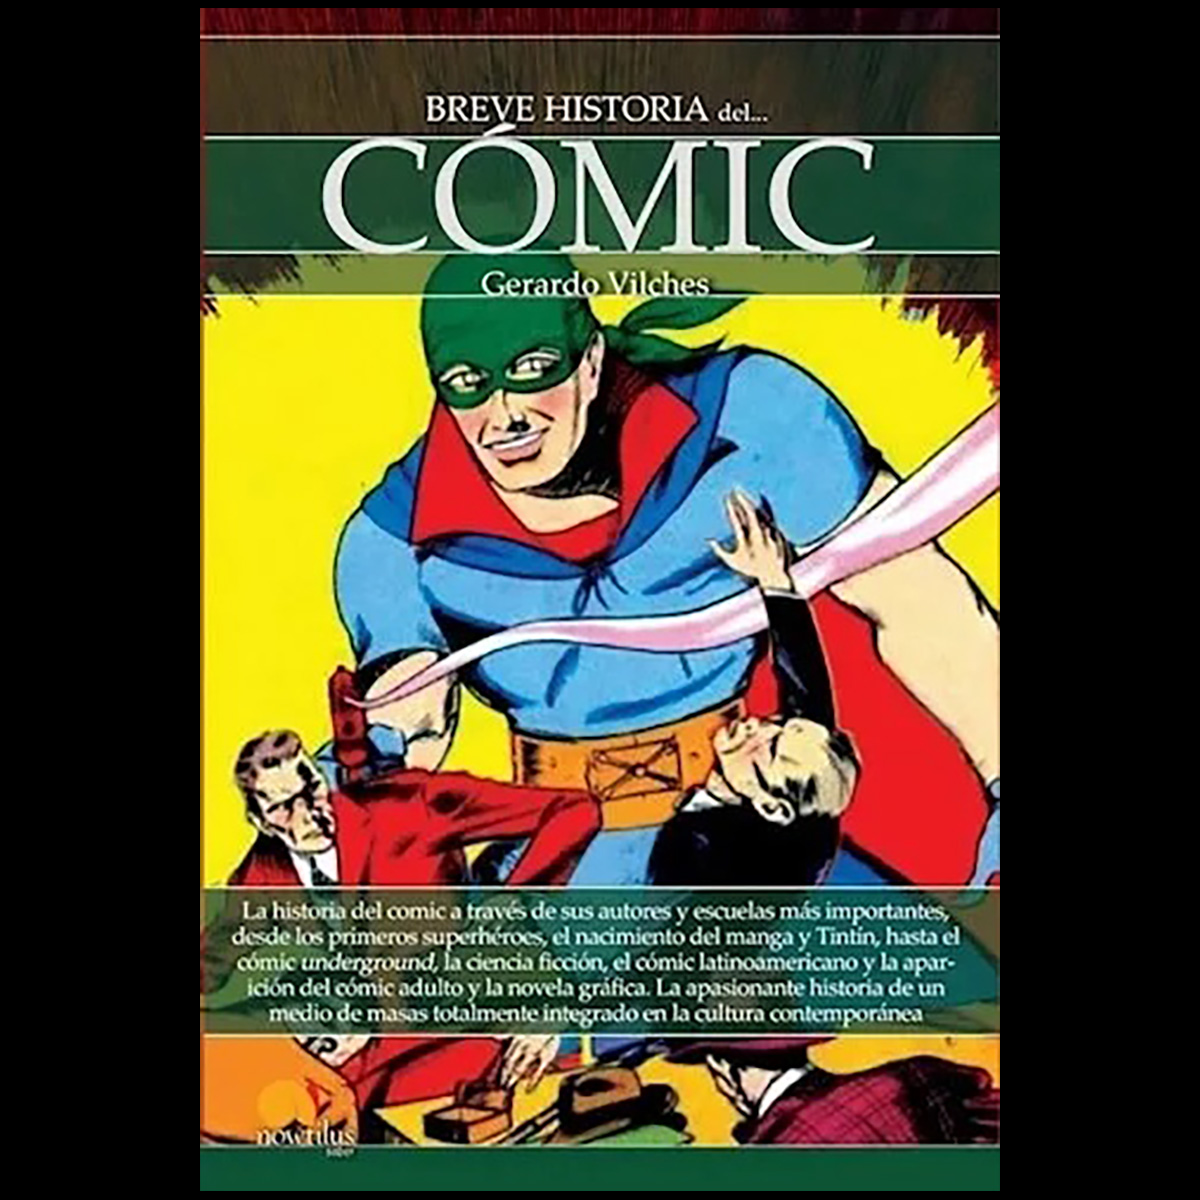 BREVE HISTORIA del...
CÓMIC
Gerardo Vilches
La historia del comic a través de sus autores y escuelas más importantes,
desde los primeros superhéroes, el nacimiento del manga y Tintín, hasta el
cómic underground, la ciencia ficción, el cómic latinoamericano y la apar-
ición del cómic adulto y la novela gráfica. La apasionante historia de un
medio de masas totalmente integrado en la cultura contemporánea
nowtilus
saber